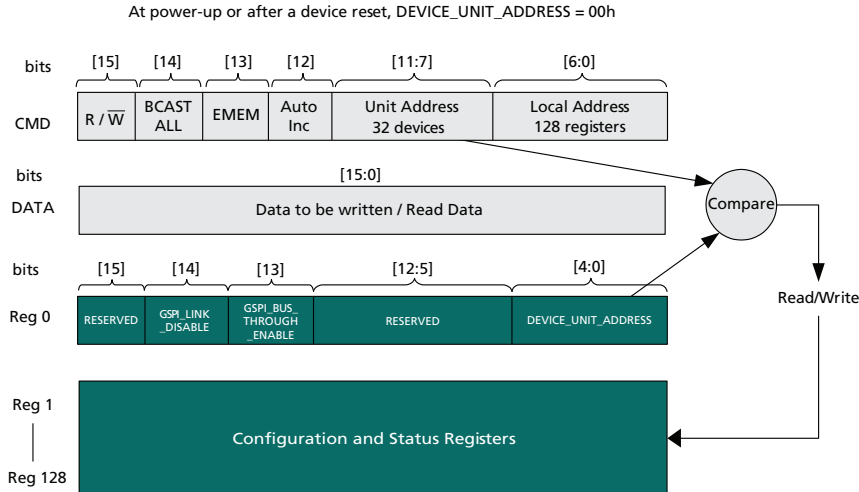 At power-up or after a device reset, DEVICE_UNIT_ADDRESS = 00h
bits [15] [14] [13] [12] [11:7] [6:0]
CMD R / W̅ BCAST ALL EMEM Auto Inc Unit Address 32 devices Local Address 128 registers
bits [15:0]
DATA Data to be written / Read Data
Compare
bits [15] [14] [13] [12:5] [4:0]
Read/Write
Reg 0 RESERVED GSPI_LINK _DISABLE GSPI_BUS_ THROUGH _ENABLE RESERVED DEVICE_UNIT_ADDRESS
Reg 1
Configuration and Status Registers
Reg 128